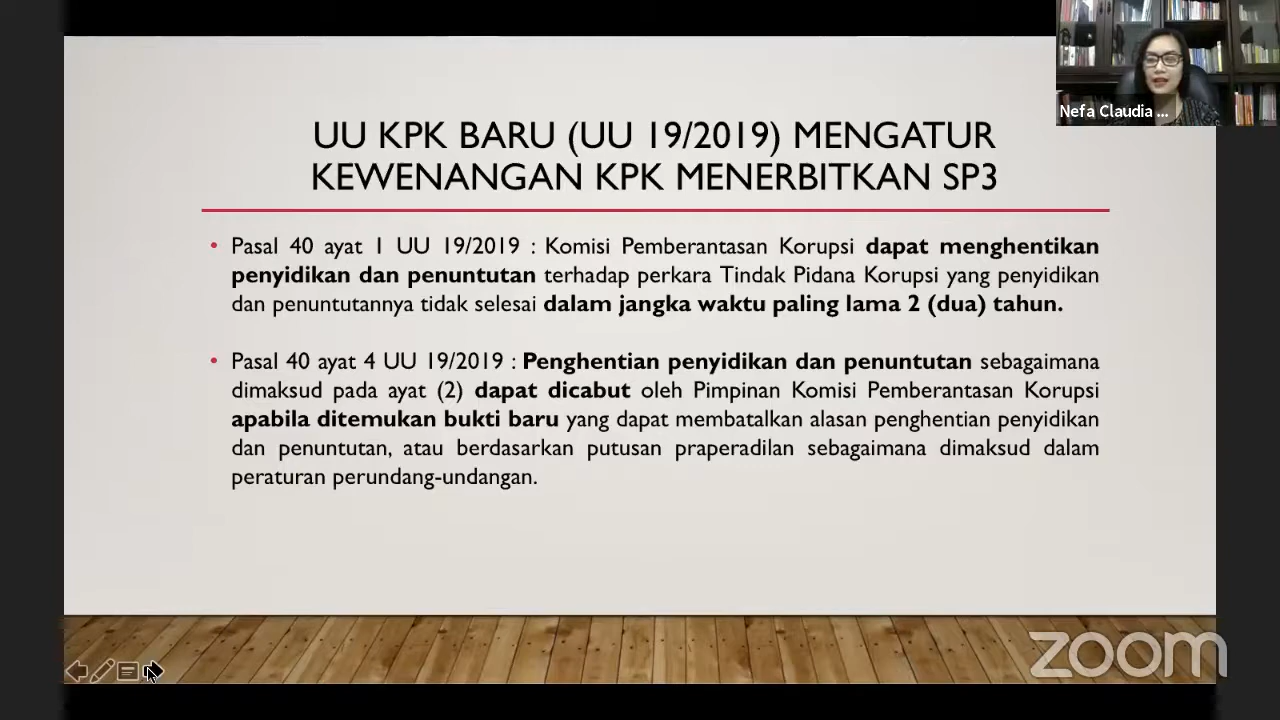 Nefa Claudia ...
UU KPK BARU (UU 19/2019) MENGATUR
KEWENANGAN KPK MENERBITKAN SP3
• Pasal 40 ayat 1 UU 19/2019 : Komisi Pemberantasan Korupsi dapat menghentikan
penyidikan dan penuntutan terhadap perkara Tindak Pidana Korupsi yang penyidikan
dan penuntutannya tidak selesai dalam jangka waktu paling lama 2 (dua) tahun.
• Pasal 40 ayat 4 UU 19/2019 : Penghentian penyidikan dan penuntutan sebagaimana
dimaksud pada ayat (2) dapat dicabut oleh Pimpinan Komisi Pemberantasan Korupsi
apabila ditemukan bukti baru yang dapat membatalkan alasan penghentian penyidikan
dan penuntutan, atau berdasarkan putusan praperadilan sebagaimana dimaksud dalam
peraturan perundang-undangan.
zoom